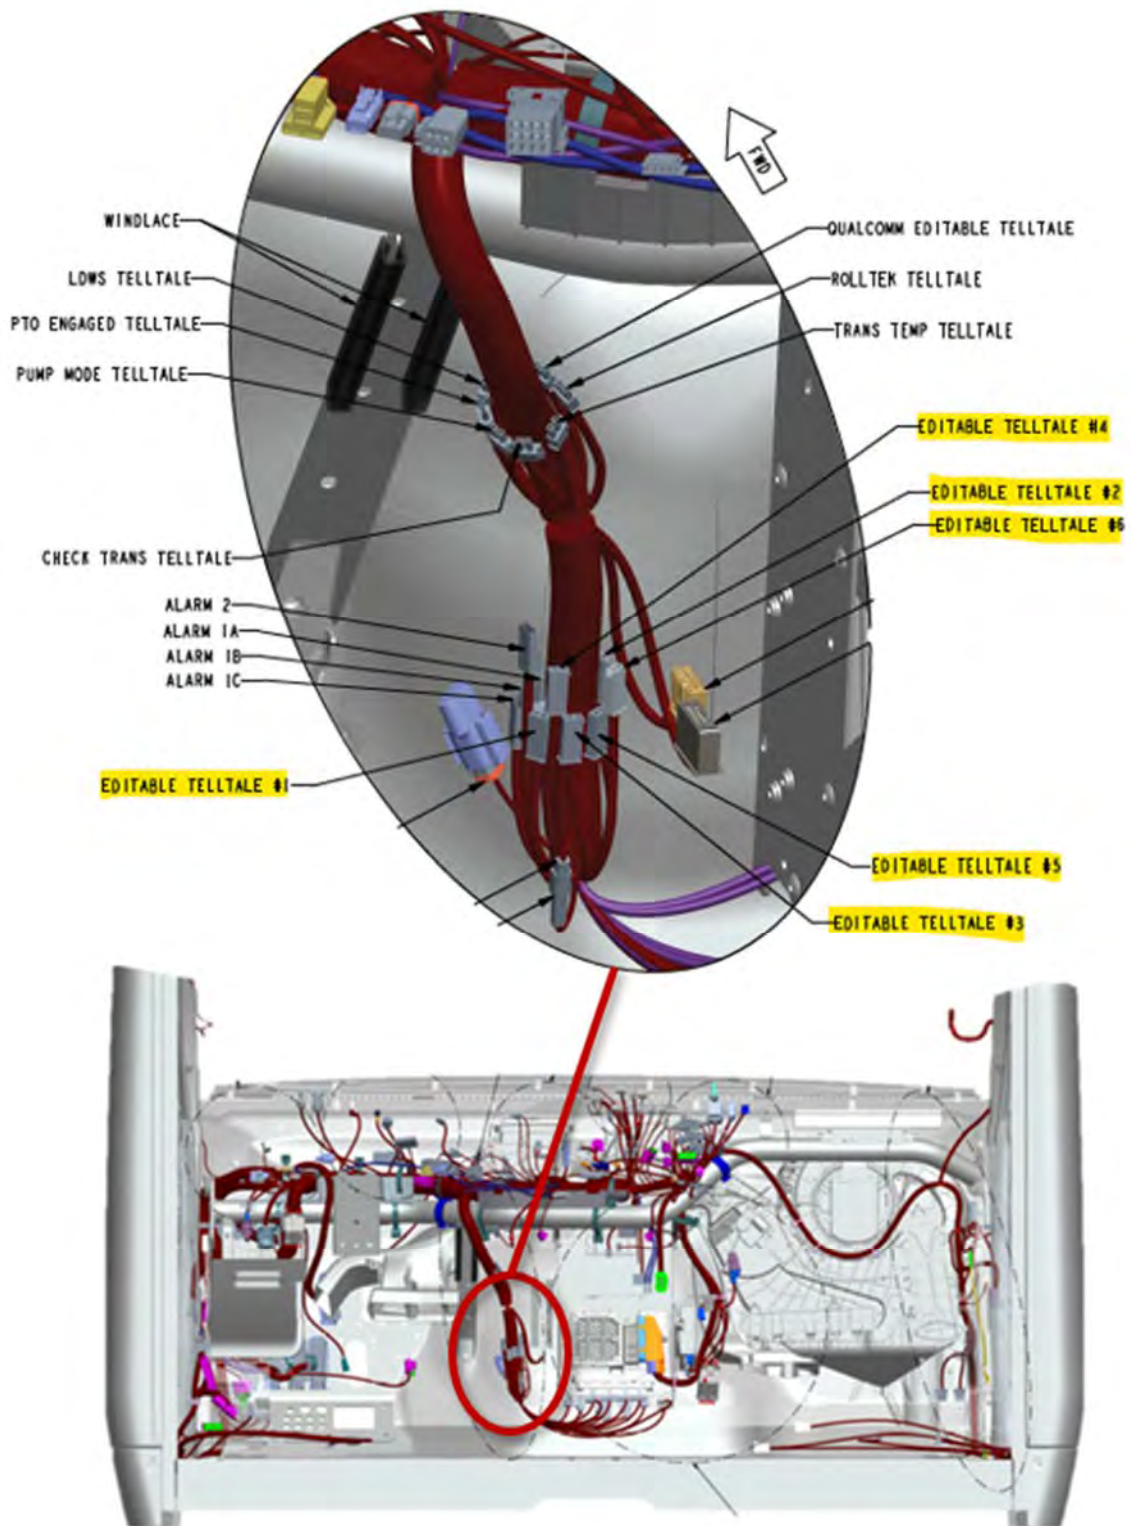 FWD
WINDLACE
QUALCOMM EDITABLE TELLTALE
LDWS TELLTALE
ROLLTEK TELLTALE
PTO ENGAGED TELLTALE
TRANS TEMP TELLTALE
PUMP MODE TELLTALE
EDITABLE TELLTALE #4
EDITABLE TELLTALE #2
EDITABLE TELLTALE #6
CHECK TRANS TELLTALE
ALARM 2
ALARM 1A
ALARM 1B
ALARM 1C
EDITABLE TELLTALE #1
EDITABLE TELLTALE #5
EDITABLE TELLTALE #3